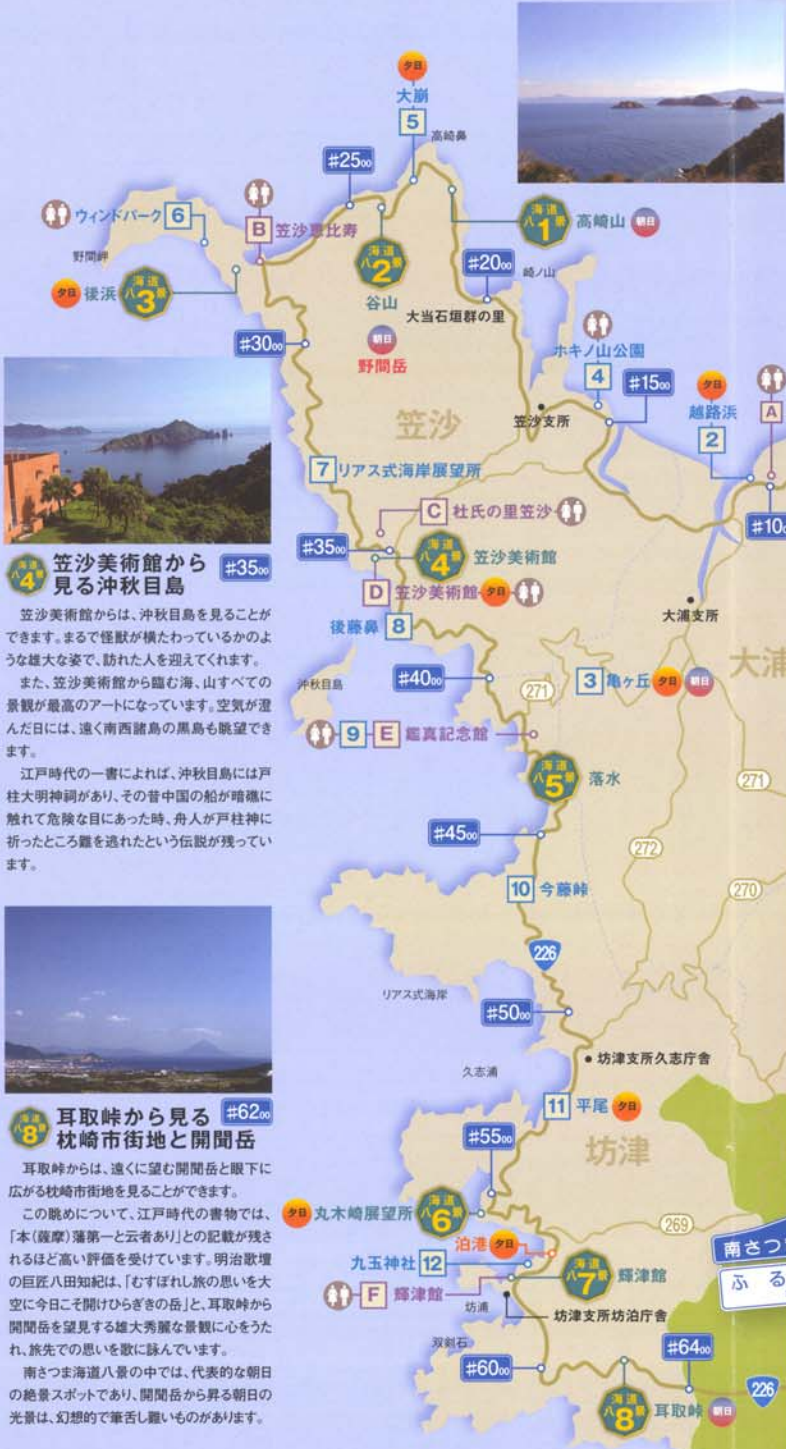 夕日
大崩
5
高崎鼻
#2500
ウィンドパーク 6
B 笠沙恵比寿
海道八景 1 高崎山 朝日
野間岬
夕日 後浜 海道八景 3
海道八景 2
谷山
#2000
崎ノ山
大当石垣群の里
朝日
野間岳
#3000
ホキノ山公園
4
#1500
夕日
越路浜
2
A
笠沙
笠沙支所
7 リアス式海岸展望所
C 杜氏の里笠沙
#10
#3500
海道八景 4 笠沙美術館
D 笠沙美術館 夕日
大浦支所
後藤鼻 8
大浦
沖秋目島
#4000
271
3 亀ヶ丘 夕日 朝日
9 E 鑑真記念館
海道八景 5 落水
271
#4500
272
10 今藤峠
270
226
リアス式海岸
#5000
坊津支所久志庁舎
久志浦
11 平尾 夕日
坊津
#5500
夕日 丸木崎展望所 海道八景 6
269
泊港 夕日
九玉神社 12
海道八景 7 輝津館
F 輝津館
坊浦
坊津支所坊泊庁舎
双剣石
#6000
#6400
海道八景 8 耳取峠 朝日
226
南さつ
ふ る
海道八景 4 笠沙美術館から #3500
見る沖秋目島
笠沙美術館からは、沖秋目島を見ることが
できます。まるで怪獣が横たわっているかのよ
うな雄大な姿で、訪れた人を迎えてくれます。
また、笠沙美術館から臨む海、山すべての
景観が最高のアートになっています。空気が澄
んだ日には、遠く南西諸島の黒島も眺望でき
ます。
江戸時代の一書によれば、沖秋目島には戸
柱大明神祠があり、その昔中国の船が暗礁に
触れて危険な目にあった時、舟人が戸柱神に
祈ったところ難を逃れたという伝説が残ってい
ます。
海道八景 8 耳取峠から見る #6200
枕崎市街地と開聞岳
耳取峠からは、遠くに望む開聞岳と眼下に
広がる枕崎市街地を見ることができます。
この眺めについて、江戸時代の書物では、
「本(薩摩)藩第一と云者あり」との記載が残さ
れるほど高い評価を受けています。明治歌壇
の巨匠八田知紀は、「むすぼれし旅の思いを大
空に今日こそ開けひらぎきの岳」と、耳取峠から
開聞岳を望見する雄大秀麗な景観に心をうた
れ、旅先での思いを歌に詠んでいます。
南さつま海道八景の中では、代表的な朝日
の絶景スポットであり、開聞岳から昇る朝日の
光景は、幻想的で筆舌し難いものがあります。